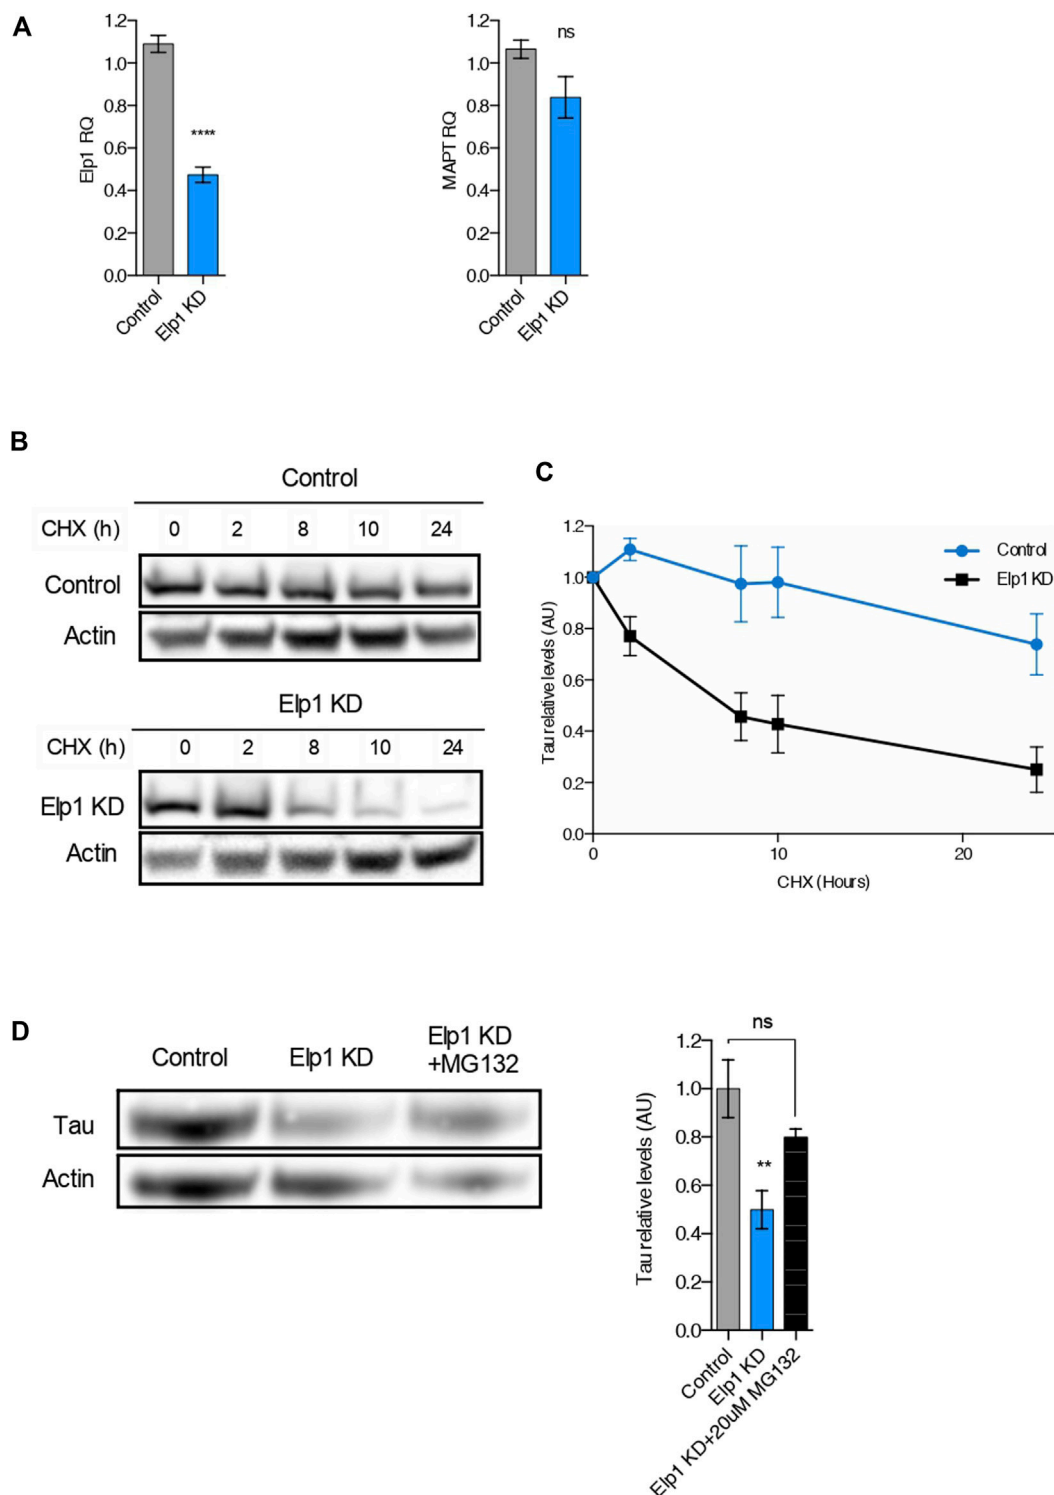 A
1.2
1.0
0.8
0.6
0.4
0.2
0.0
Elp1 RQ
****
Control
Elp1 KD
1.2
1.0
0.8
0.6
0.4
0.2
0.0
MAPT RQ
ns
Control
Elp1 KD
B
Control
CHX (h) 0 2 8 10 24
Control
Actin
Elp1 KD
CHX (h) 0 2 8 10 24
Elp1 KD
Actin
C
1.2
1.0
0.8
0.6
0.4
0.2
0.0
Tau relative levels (AU)
Control
Elp1 KD
0 10 20
CHX (Hours)
D
Control Elp1 KD Elp1 KD
+MG132
Tau
Actin
ns
1.2
1.0
0.8
0.6
0.4
0.2
0.0
Tau relative levels (AU)
**
Control
Elp1 KD
Elp1 KD+20uM MG132